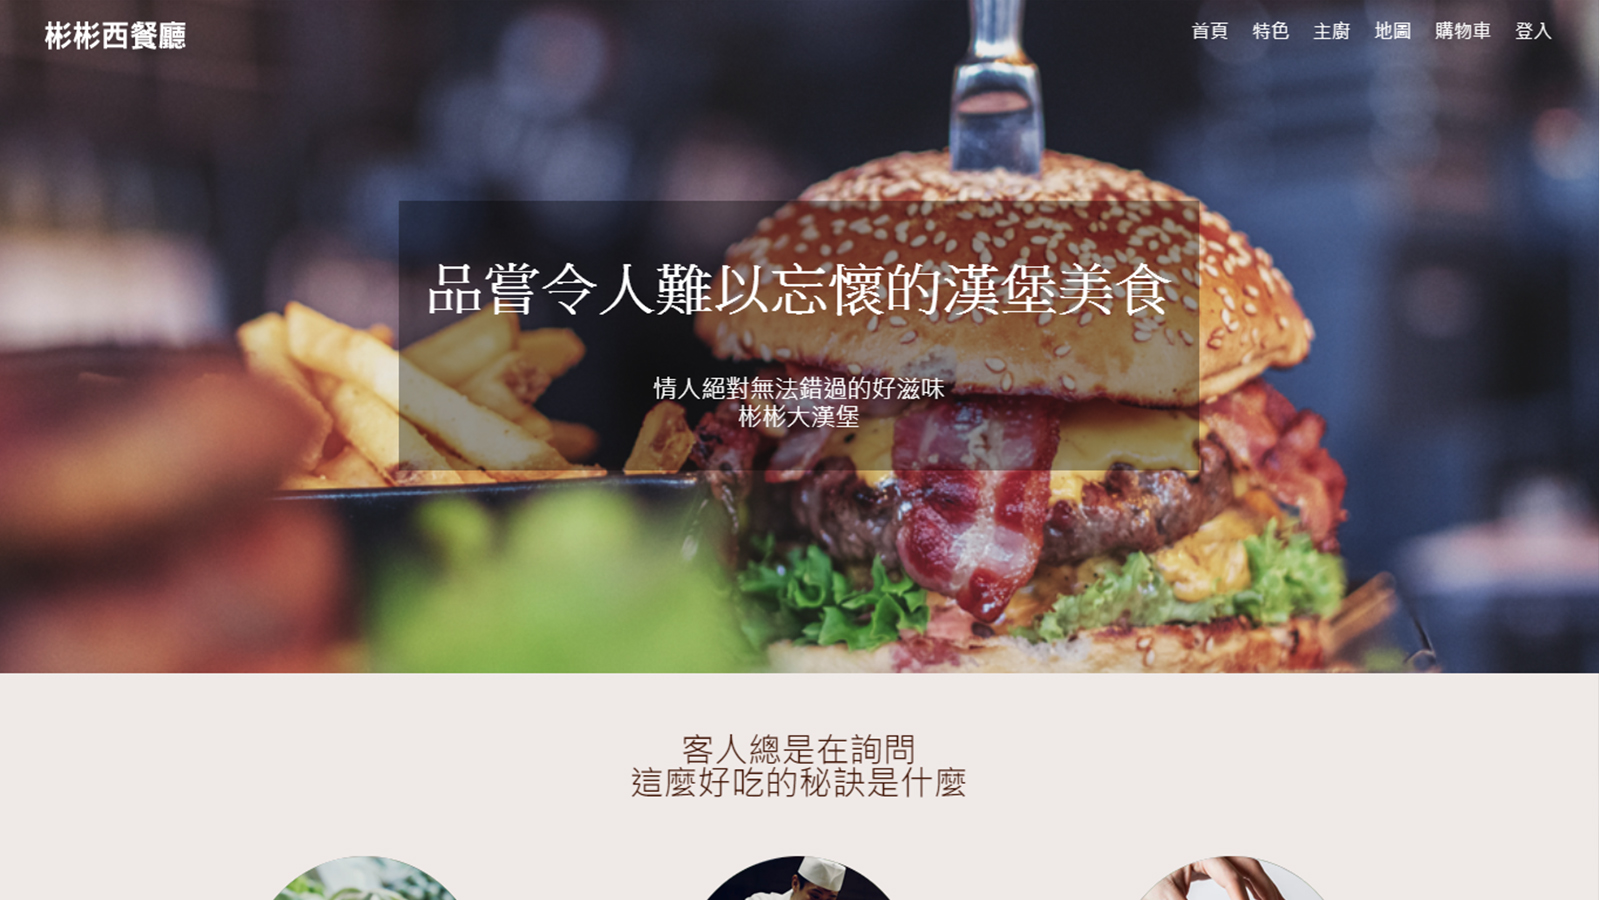 彬彬西餐廳
首頁 特色 主廚 地圖 購物車 登入
品嘗令人難以忘懷的漢堡美食
情人絕對無法錯過的好滋味
彬彬大漢堡
客人總是在詢問
這麼好吃的秘訣是什麼